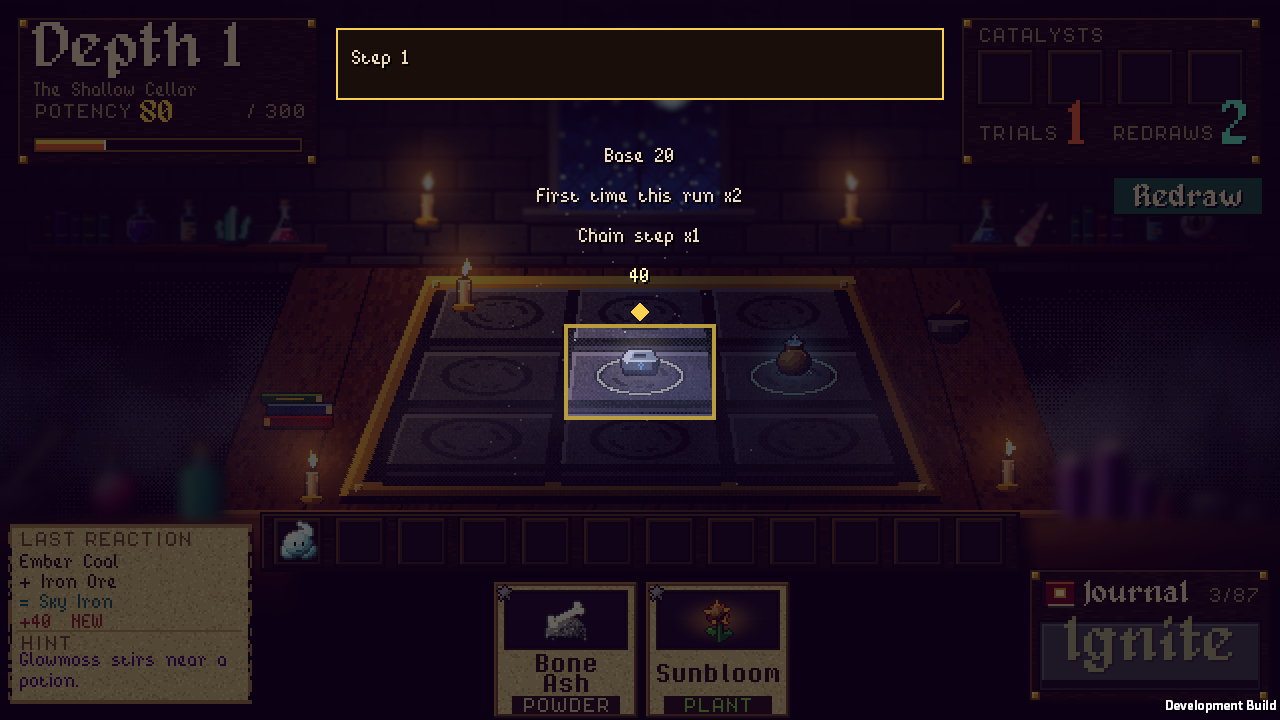 Depth 1
The Shallow Cellar
POTENCY 80 / 300
Step 1
CATALYSTS
TRIALS 1 REDRAWS 2
Redraw
Base 20
First time this run x2
Chain step x1
40
LAST REACTION
Ember Coal
+ Iron Ore
= Sky Iron
+40 NEW
HINT
Glowmoss stirs near a
potion.
Bone
Ash
POWDER
Sunbloom
PLANT
Journal 3/87
Ignite
Development Build